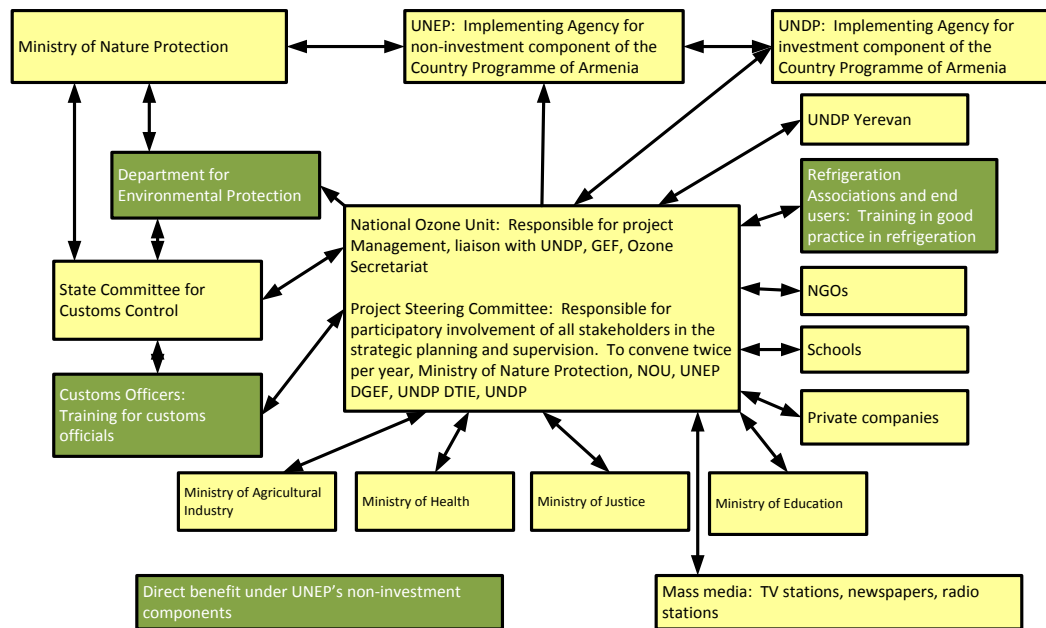 Ministry of Nature Protection
UNEP:  Implementing Agency for
non-investment component of the
Country Programme of Armenia
UNDP:  Implementing Agency for
investment component of the
Country Programme of Armenia
UNDP Yerevan
Department for
Environmental Protection
Refrigeration
Associations and end
users:  Training in good
practice in refrigeration
National Ozone Unit:  Responsible for project
Management, liaison with UNDP, GEF, Ozone
Secretariat
Project Steering Committee:  Responsible for
participatory involvement of all stakeholders in the
strategic planning and supervision.  To convene twice
per year, Ministry of Nature Protection, NOU, UNEP
DGEF, UNDP DTIE, UNDP
State Committee for
Customs Control
NGOs
Schools
Customs Officers:
Training for customs
officials
Private companies
Ministry of Agricultural
Industry
Ministry of Health
Ministry of Justice
Ministry of Education
Direct benefit under UNEP's non-investment
components
Mass media:  TV stations, newspapers, radio
stations